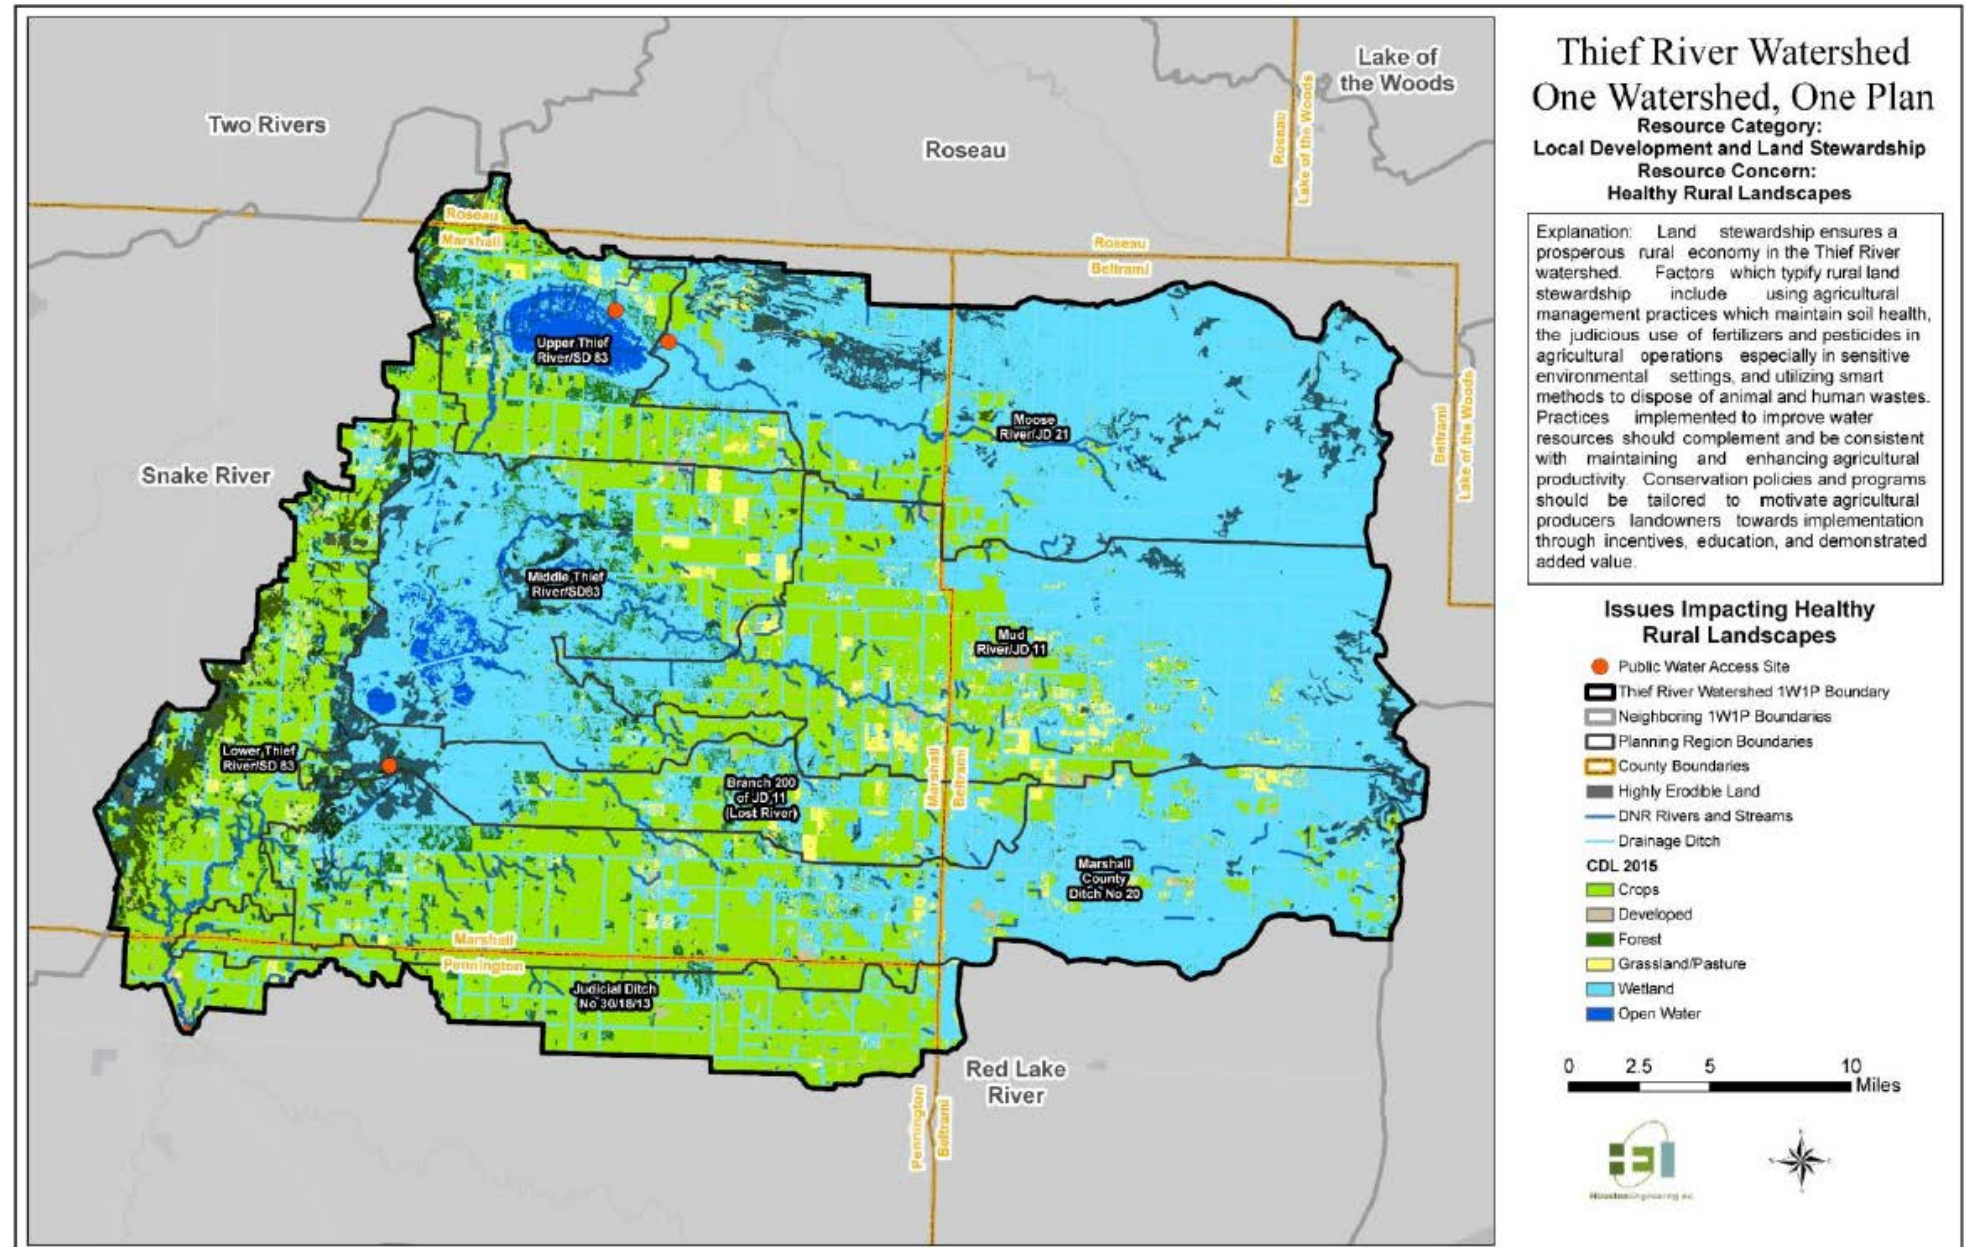 Lake of
the Woods
Two Rivers
Roseau
Roseau
Lake of the Woods
Roseau
Marshall
Roseau
Beltrami
Upper Thief
River/SD 83
Moose
River/JD 21
Beltrami
Lake of the Woods
Snake River
Middle Thief
River/SD83
Mud
River/JD 11
Lower Thief
River/SD 83
Branch 200
of JD 11
(Lost River)
Marshall
Beltrami
Marshall
County
Ditch No 20
Marshall
Pennington
Judicial Ditch
No 30/18/13
Red Lake
River
Pennington
Beltrami
Thief River Watershed
One Watershed, One Plan
Resource Category:
Local Development and Land Stewardship
Resource Concern:
Healthy Rural Landscapes
Explanation: Land stewardship ensures a
prosperous rural economy in the Thief River
watershed. Factors which typify rural land
stewardship include using agricultural
management practices which maintain soil health,
the judicious use of fertilizers and pesticides in
agricultural operations especially in sensitive
environmental settings, and utilizing smart
methods to dispose of animal and human wastes.
Practices implemented to improve water
resources should complement and be consistent
with maintaining and enhancing agricultural
productivity. Conservation policies and programs
should be tailored to motivate agricultural
producers landowners towards implementation
through incentives, education, and demonstrated
added value.
Issues Impacting Healthy
Rural Landscapes
Public Water Access Site
Thief River Watershed 1W1P Boundary
Neighboring 1W1P Boundaries
Planning Region Boundaries
County Boundaries
Highly Erodible Land
DNR Rivers and Streams
Drainage Ditch
CDL 2015
Crops
Developed
Forest
Grassland/Pasture
Wetland
Open Water
0 2.5 5 10
Miles
HoustonEngineering Inc.